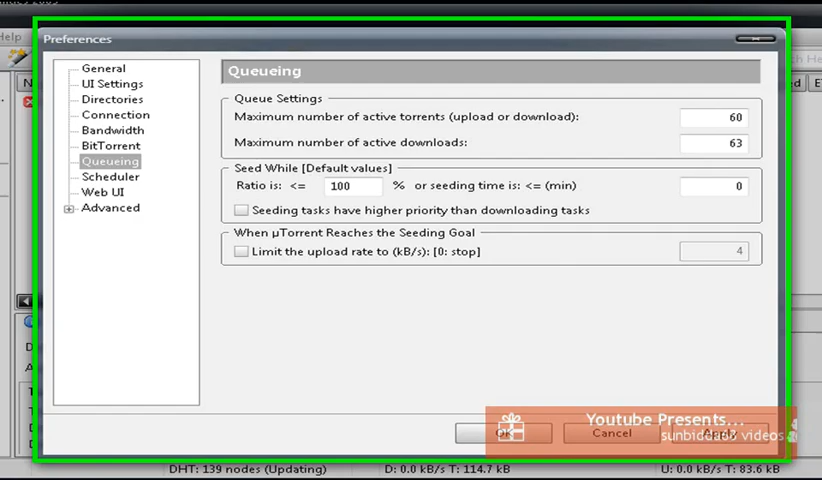 Help
Preferences
General
UI Settings
Directories
Connection
Bandwidth
BitTorrent
Queueing
Scheduler
Web UI
Advanced
Queueing
Queue Settings
Maximum number of active torrents (upload or download): 60
Maximum number of active downloads: 63
Seed While [Default values]
Ratio is: <= 100 % or seeding time is: <= (min) 0
Seeding tasks have higher priority than downloading tasks
When µTorrent Reaches the Seeding Goal
Limit the upload rate to (kB/s): [0: stop] 4
Youtube Presents...
OK Cancel Apply
videos
DHT: 139 nodes (Updating) D: 0.0 kB/s T: 114.7 kB U: 0.0 kB/s T: 83.6 kB